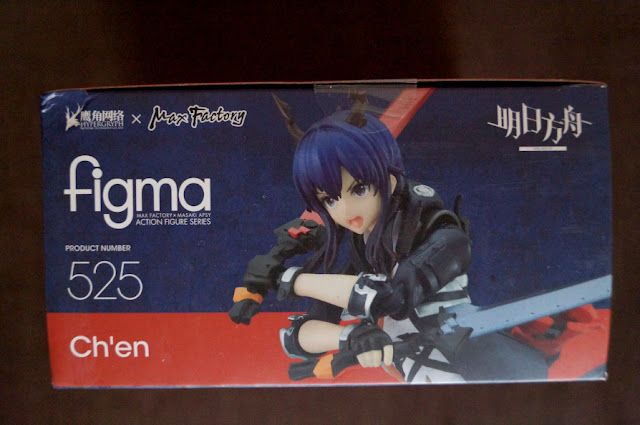 鹰角网络
HYPERGRYPH
×
Max Factory
明日方舟
figma
MAX FACTORY × MASAKI APSY
ACTION FIGURE SERIES
PRODUCT NUMBER
525
Ch'en